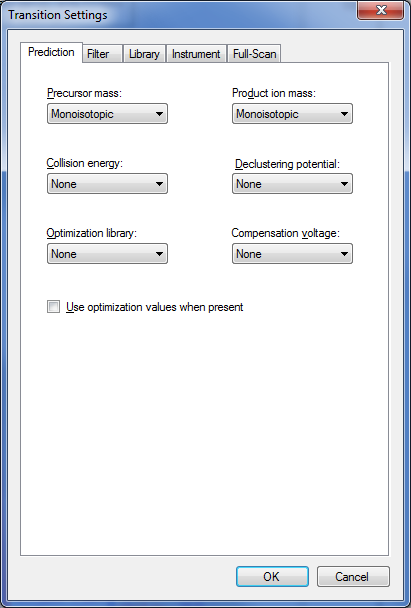 Transition Settings
Prediction Filter Library Instrument Full-Scan
Precursor mass: Product ion mass:
Monoisotopic Monoisotopic
Collision energy: Declustering potential:
None None
Optimization library: Compensation voltage:
None None
Use optimization values when present
OK Cancel